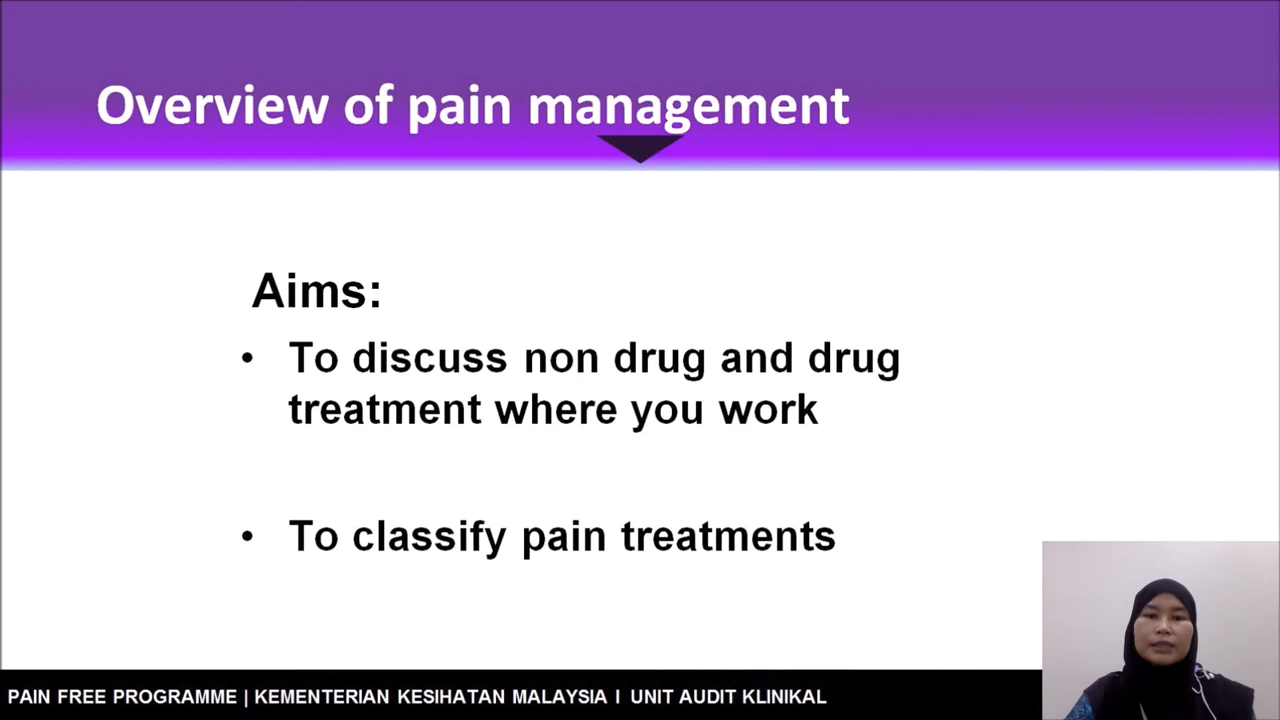 Overview of pain management
Aims:
• To discuss non drug and drug
treatment where you work
• To classify pain treatments
PAIN FREE PROGRAMME | KEMENTERIAN KESIHATAN MALAYSIA I UNIT AUDIT KLINIKAL